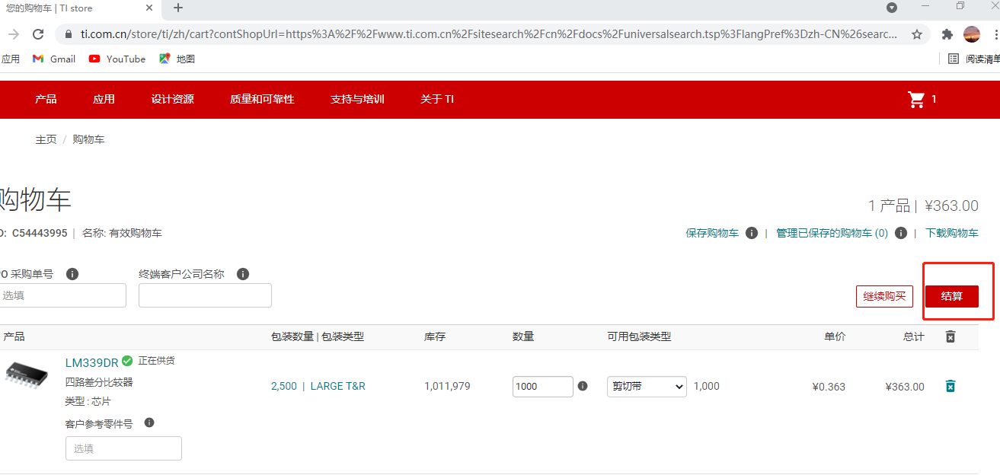 您的购物车 | TI store
ti.com.cn/store/ti/zh/cart?contShopUrl=https%3A%2F%2Fwww.ti.com.cn%2Fsitesearch%2Fcn%2Fdocs%2Funiversalsearch.tsp%3FlangPref%3Dzh-CN%26searc...
应用 Gmail YouTube 地图 阅读清单
产品 应用 设计资源 质量和可靠性 支持与培训 关于 TI 1
主页 / 购物车
购物车
1 产品 | ¥363.00
D: C54443995 | 名称: 有效购物车
保存购物车 | 管理已保存的购物车 (0) | 下载购物车
PO 采购单号 终端客户公司名称
选填
继续购买 结算
产品 包装数量 | 包装类型 库存 数量 可用包装类型 单价 总计
LM339DR 正在供货
四路差分比较器
类型 : 芯片
2,500 | LARGE T&R 1,011,979 1000 剪切带 1,000 ¥0.363 ¥363.00
客户参考零件号
选填